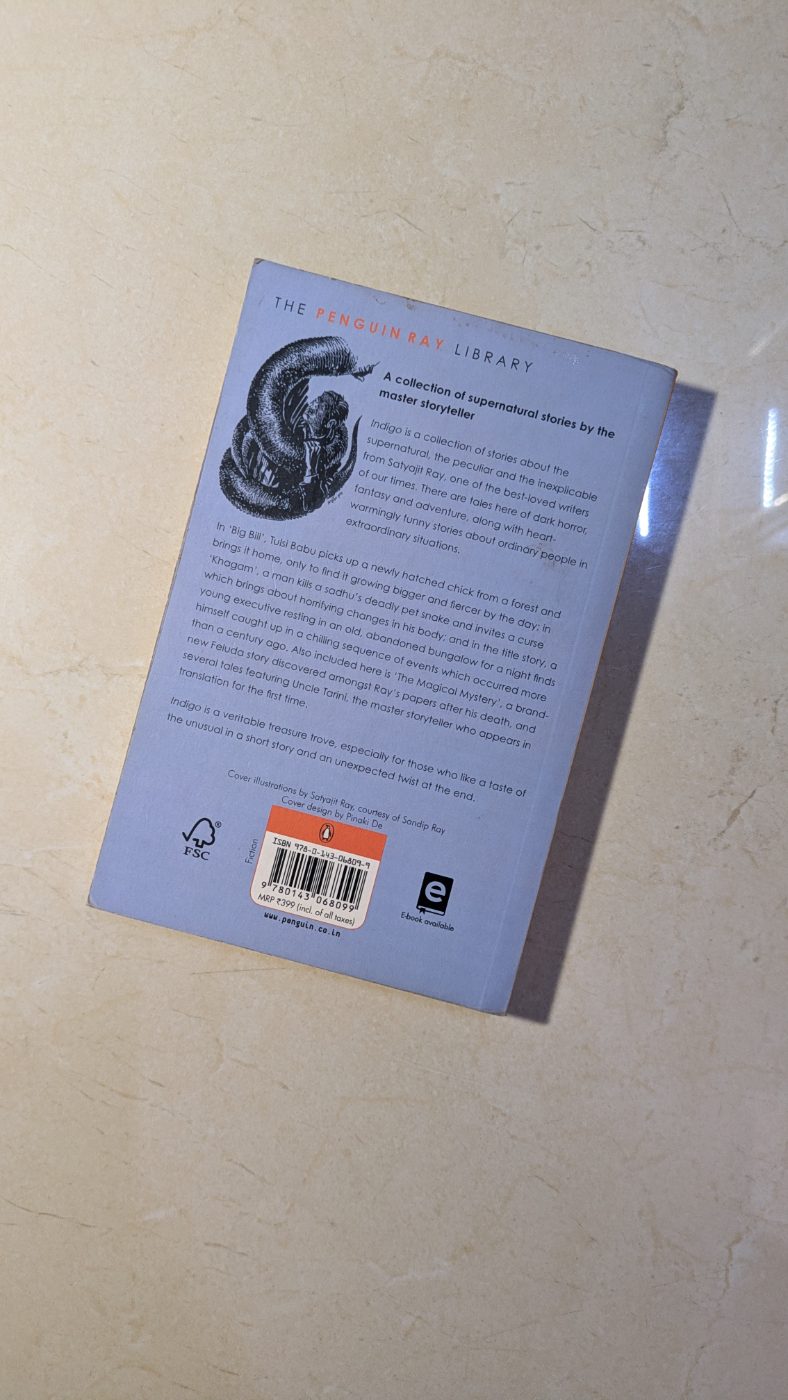 THE PENGUIN RAY LIBRARY
A collection of supernatural stories by the
master storyteller
Indigo is a collection of stories about the
supernatural, the peculiar and the inexplicable
from Satyajit Ray, one of the best-loved writers
of our times. There are tales here of dark horror,
fantasy and adventure, along with heart-
warmingly funny stories about ordinary people in
extraordinary situations.
In 'Big Bill', Tulsi Babu picks up a newly hatched chick from a forest and
brings it home, only to find it growing bigger and fiercer by the day; in
'Khagam', a man kills a sadhu's deadly pet snake and invites a curse
which brings about horrifying changes in his body; and in the title story, a
young executive resting in an old, abandoned bungalow for a night finds
himself caught up in a chilling sequence of events which occurred more
than a century ago. Also included here is 'The Magical Mystery', a brand-
new Feluda story discovered amongst Ray's papers after his death, and
several tales featuring Uncle Tarini, the master storyteller who appears in
translation for the first time.
Indigo is a veritable treasure trove, especially for those who like a taste of
the unusual in a short story and an unexpected twist at the end.
Cover illustrations by Satyajit Ray, courtesy of Sandip Ray
Cover design by Pinaki De
FSC®
Fiction
ISBN 978-0-143-06809-9
9 780143 068099
MRP ₹399 (incl. of all taxes)
www.penguin.co.in
e
E-book available